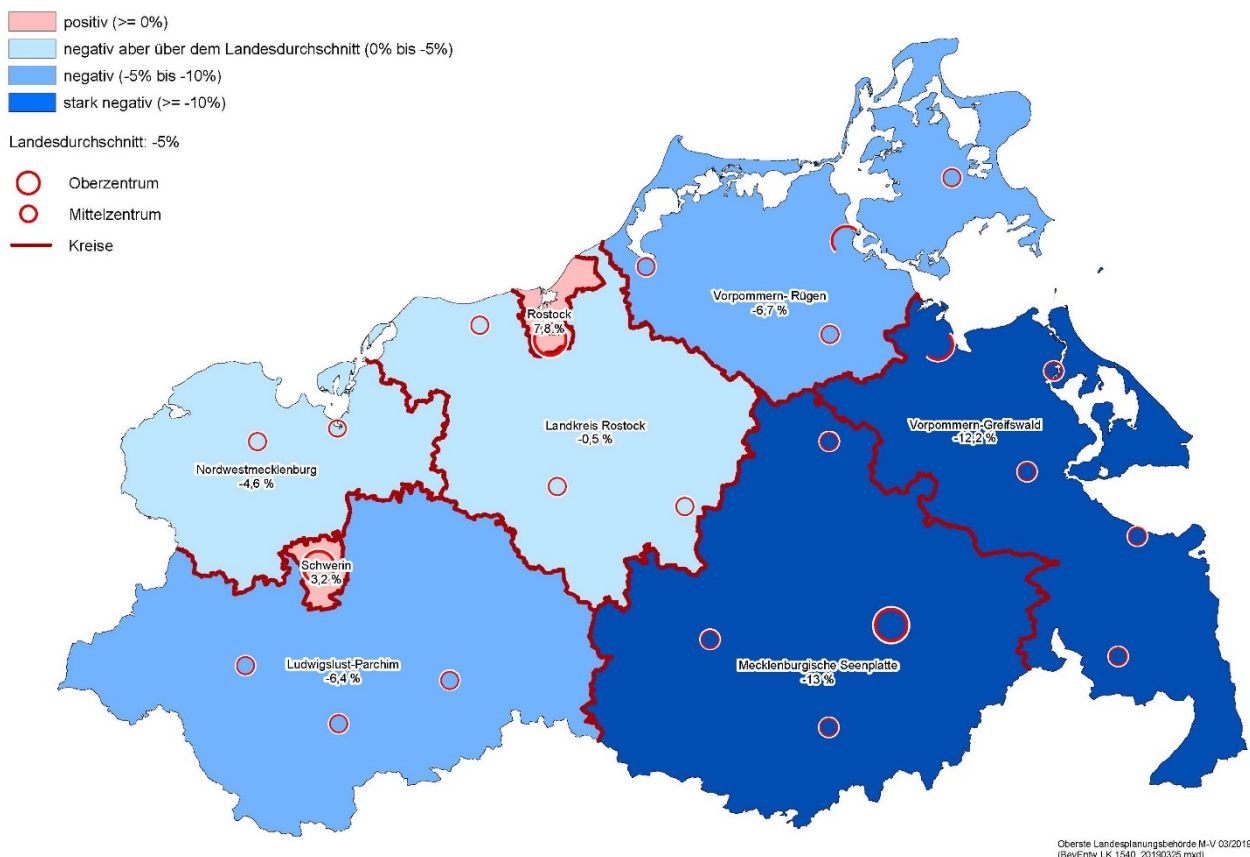 positiv (>= 0%)
negativ aber über dem Landesdurchschnitt (0% bis -5%)
negativ (-5% bis -10%)
stark negativ (>= -10%)
Landesdurchschnitt: -5%
Oberzentrum
Mittelzentrum
Kreise
Vorpommern- Rügen
-6,7 %
Rostock
7,8 %
Landkreis Rostock
-0,5 %
Vorpommern-Greifswald
-12,2 %
Nordwestmecklenburg
-4,6 %
Schwerin
3,2 %
Ludwigslust-Parchim
-6,4 %
Mecklenburgische Seenplatte
-13 %
Oberste Landesplanungsbehörde M-V 03/2019
(BevEntw_LK_1540_20190325.mxd)